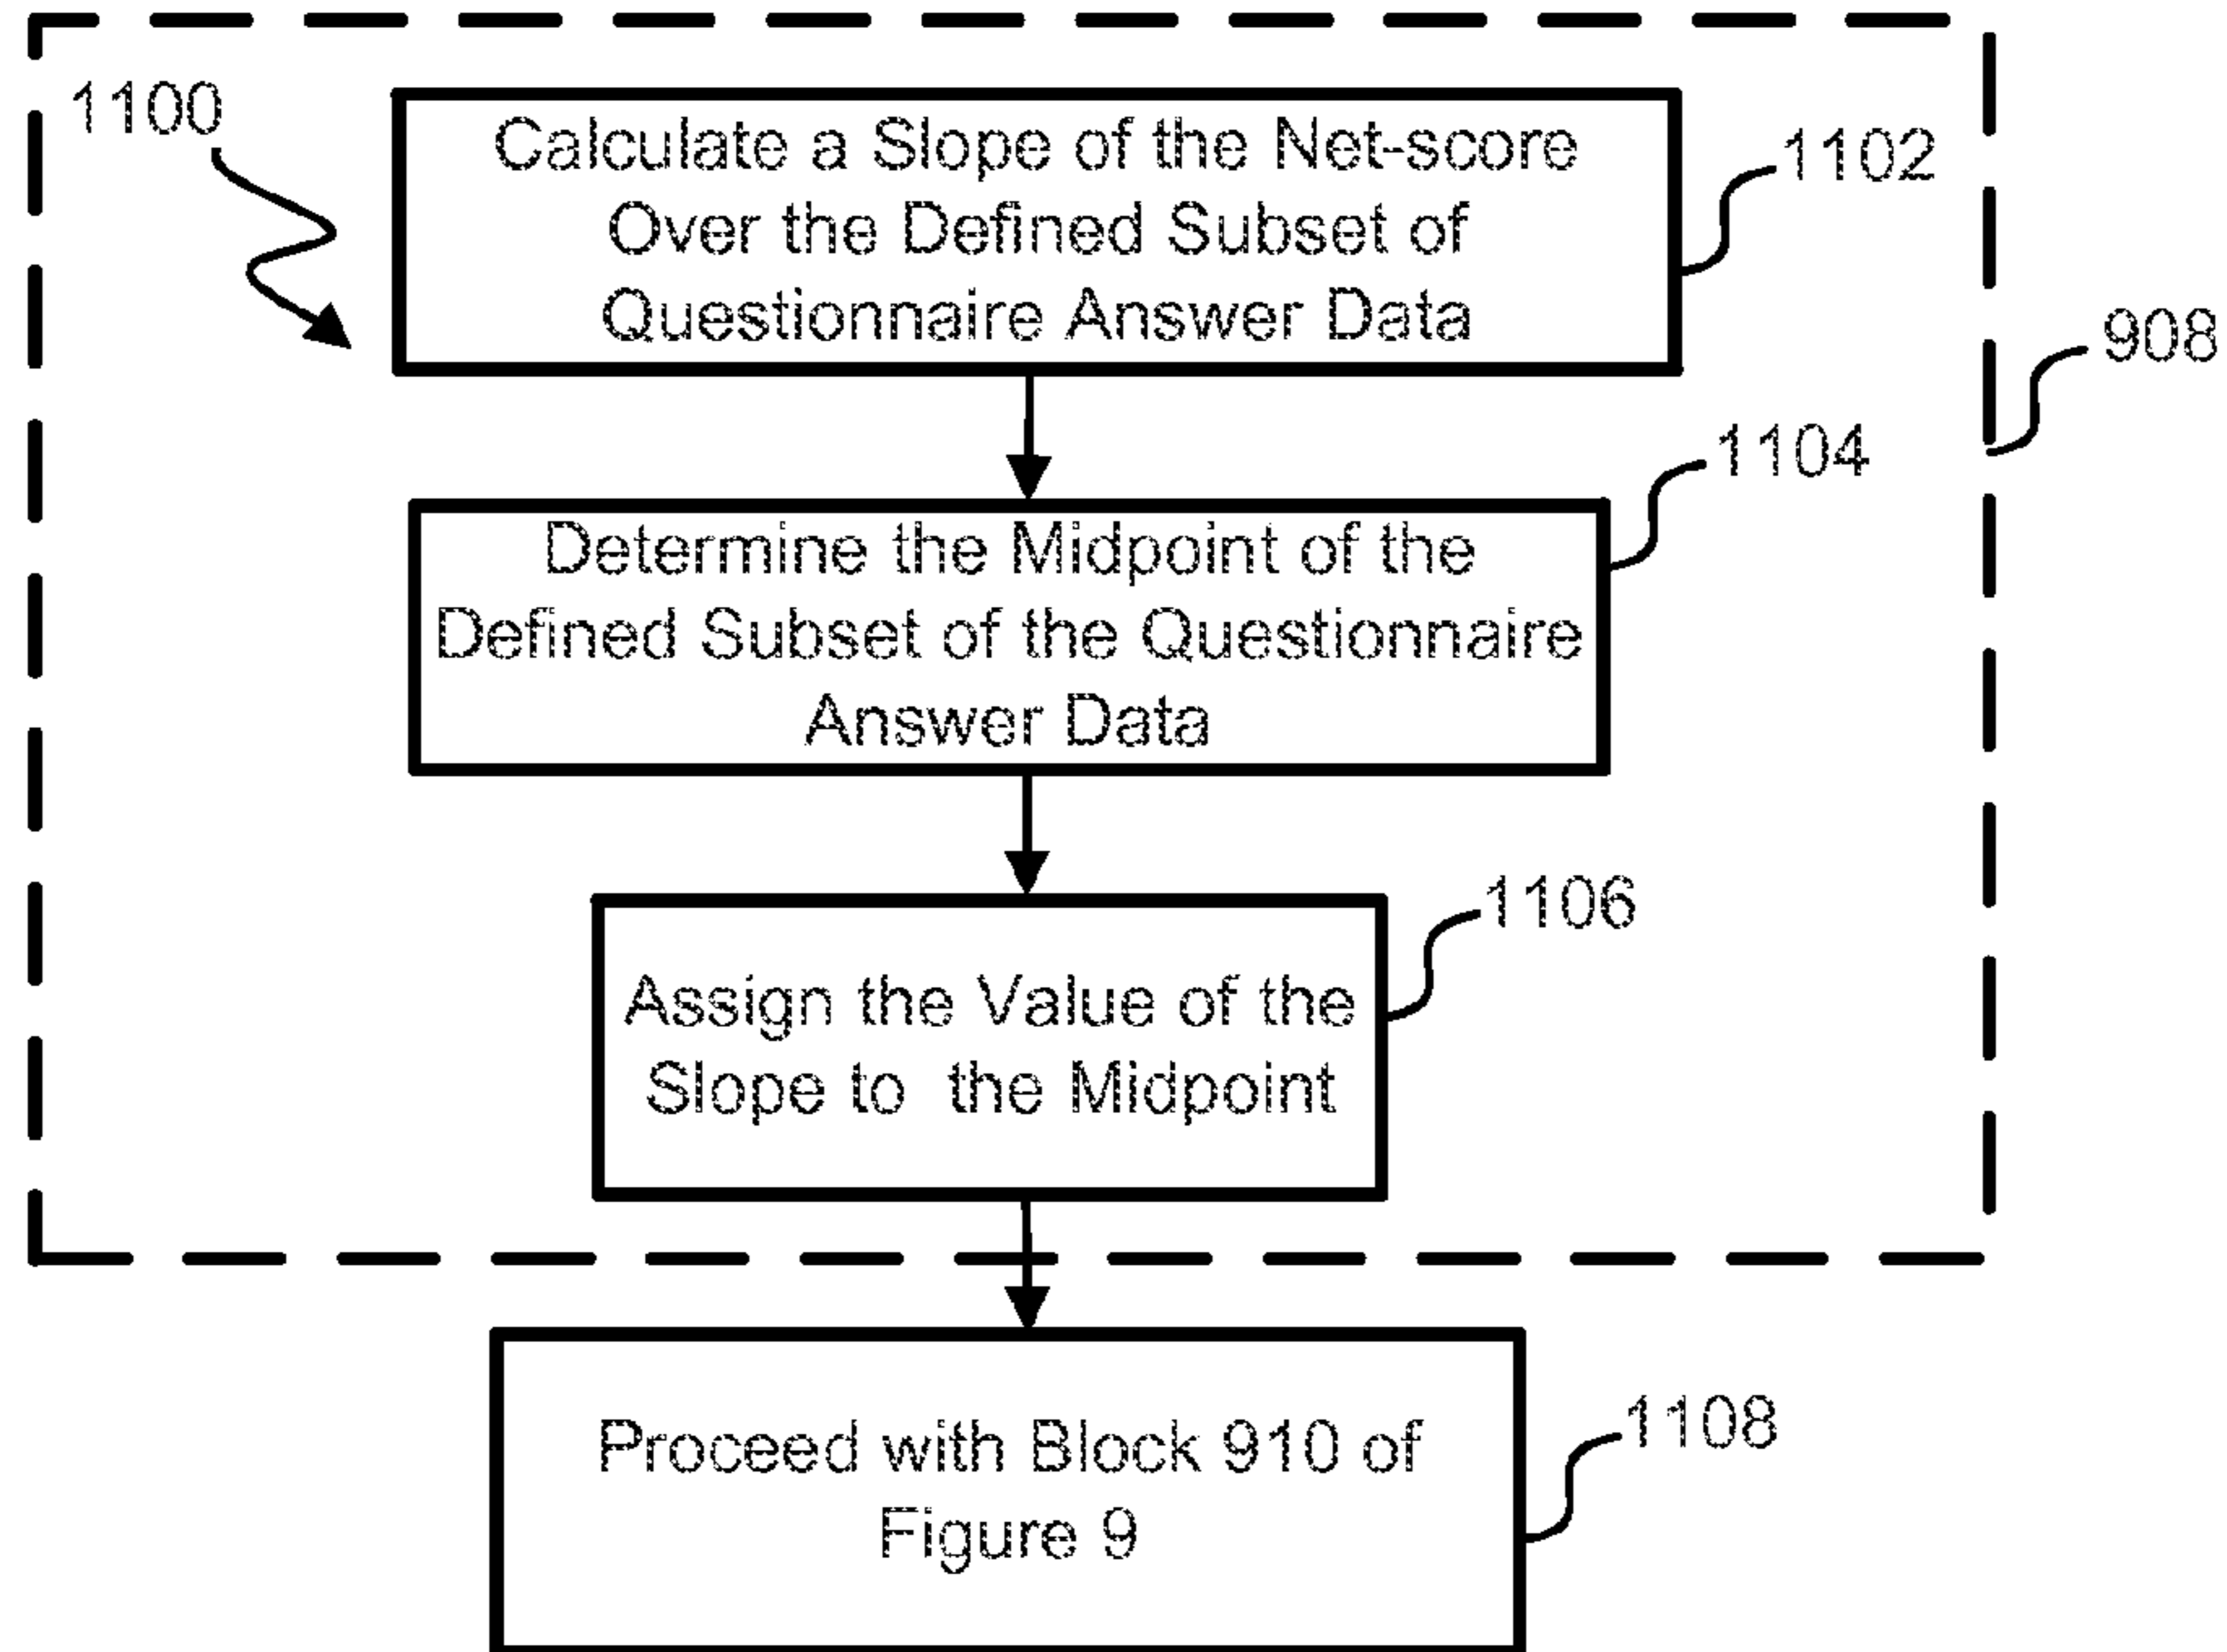 1100
Calculate a Slope of the Net-score
Over the Defined Subset of
Questionnaire Answer Data
1102
908
1104
Determine the Midpoint of the
Defined Subset of the Questionnaire
Answer Data
1106
Assign the Value of the
Slope to the Midpoint
1108
Proceed with Block 910 of
Figure 9